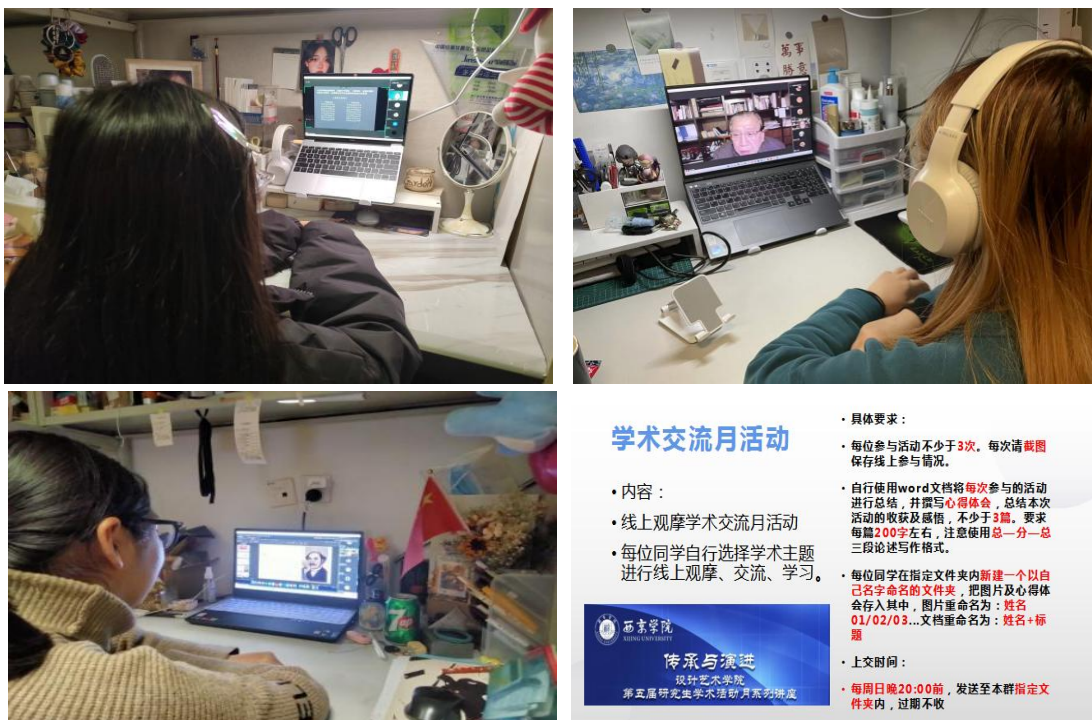 萬事
勝意
学术交流月活动
• 内容：
• 线上观摩学术交流月活动
• 每位同学自行选择学术主题
进行线上观摩、交流、学习。
西京学院
XIJING UNIVERSITY
传承与演进
设计艺术学院
第五届研究生学术活动月系列讲座
• 具体要求：
• 每位参与活动不少于3次。每次请截图
保存线上参与情况。
• 自行使用word文档将每次参与的活动
进行总结，并撰写心得体会，总结本次
活动的收获及感悟，不少于3篇。要求
每篇200字左右，注意使用总—分—总
三段论述写作格式。
• 每位同学在指定文件夹内新建一个以自
己名字命名的文件夹，把图片及心得体
会存入其中，图片重命名为：姓名
01/02/03...文档重命名为：姓名+标
题
• 上交时间：
• 每周日晚20:00前，发送至本群指定文
件夹内，过期不收